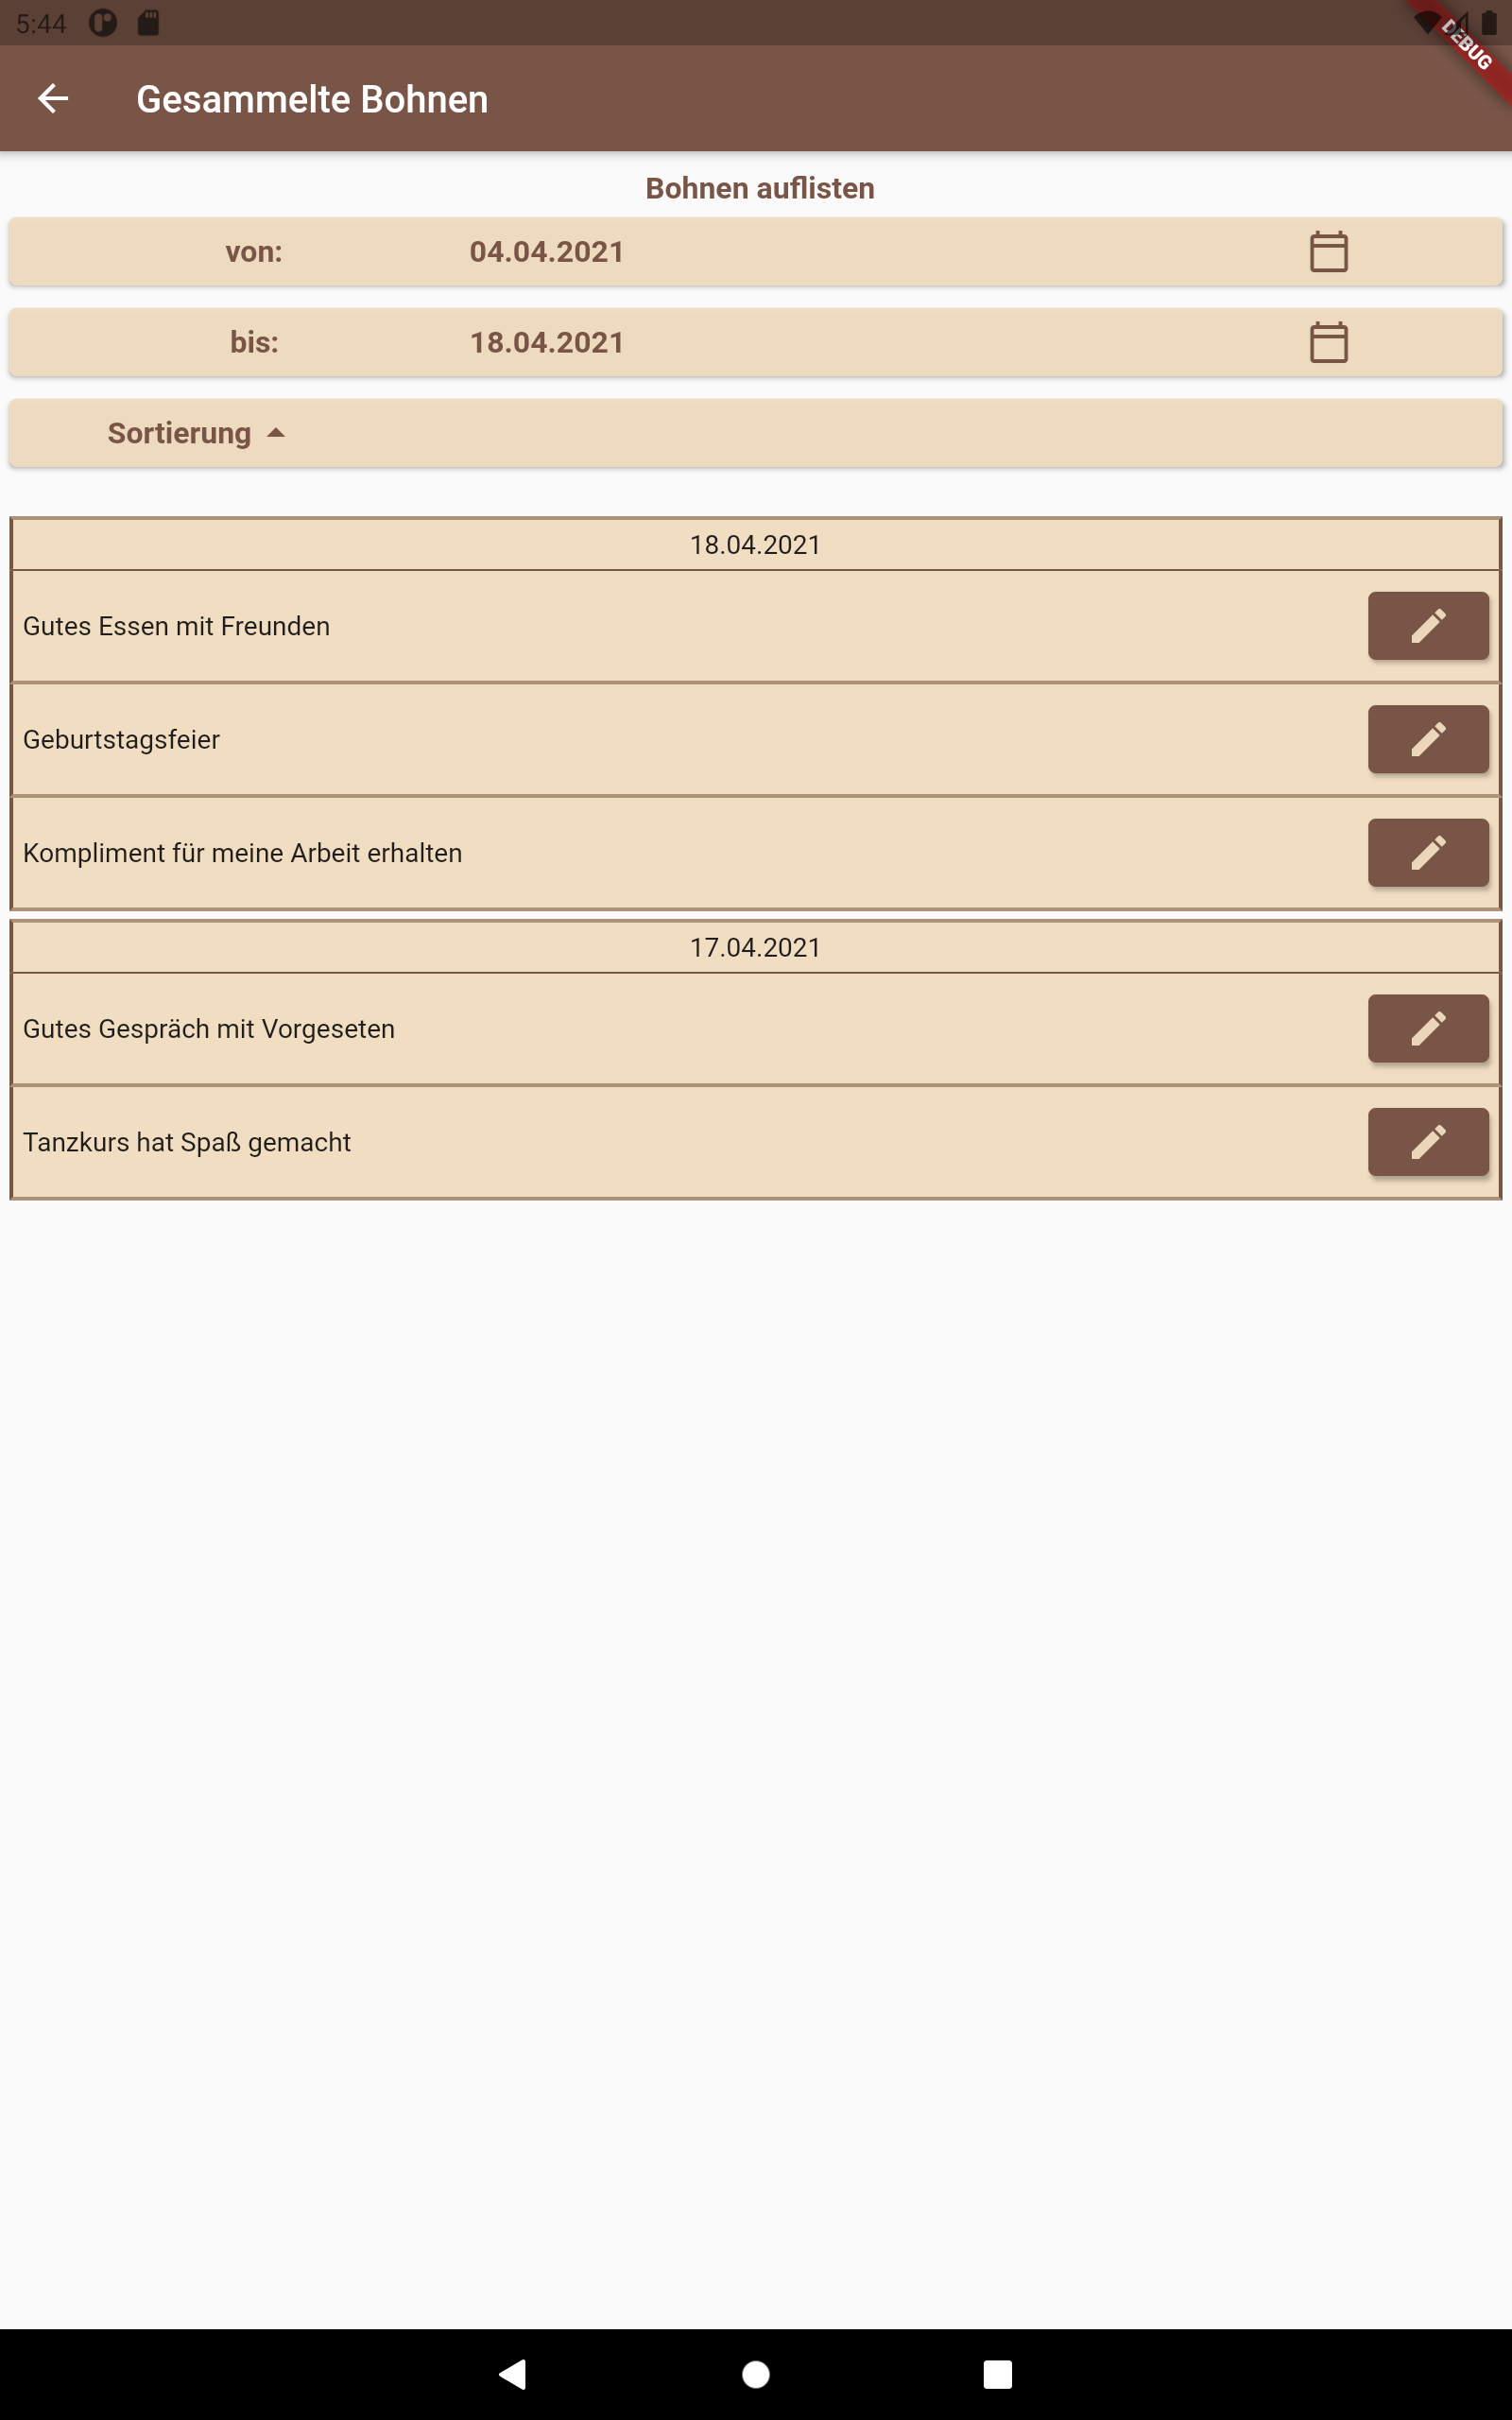 5:44
DEBUG
Gesammelte Bohnen
Bohnen auflisten
von: 04.04.2021
bis: 18.04.2021
Sortierung
18.04.2021
Gutes Essen mit Freunden
Geburtstagsfeier
Kompliment für meine Arbeit erhalten
17.04.2021
Gutes Gespräch mit Vorgeseten
Tanzkurs hat Spaß gemacht